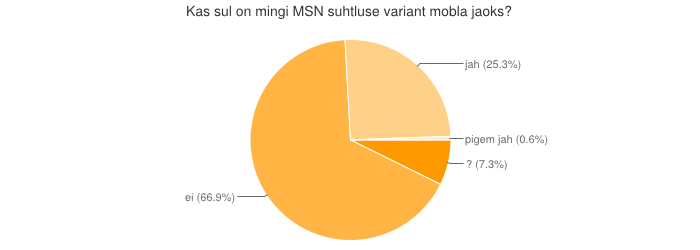 Kas sul on mingi MSN suhtluse variant mobla jaoks?
jah (25.3%)
pigem jah (0.6%)
? (7.3%)
ei (66.9%)